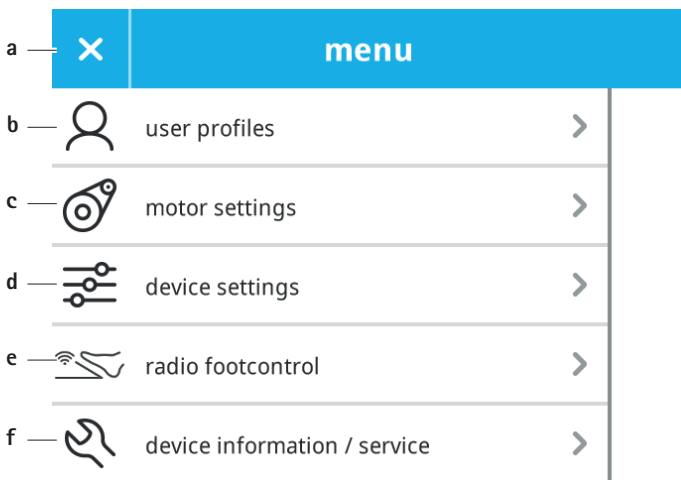 a menu
b user profiles
c motor settings
d device settings
e radio footcontrol
f device information / service